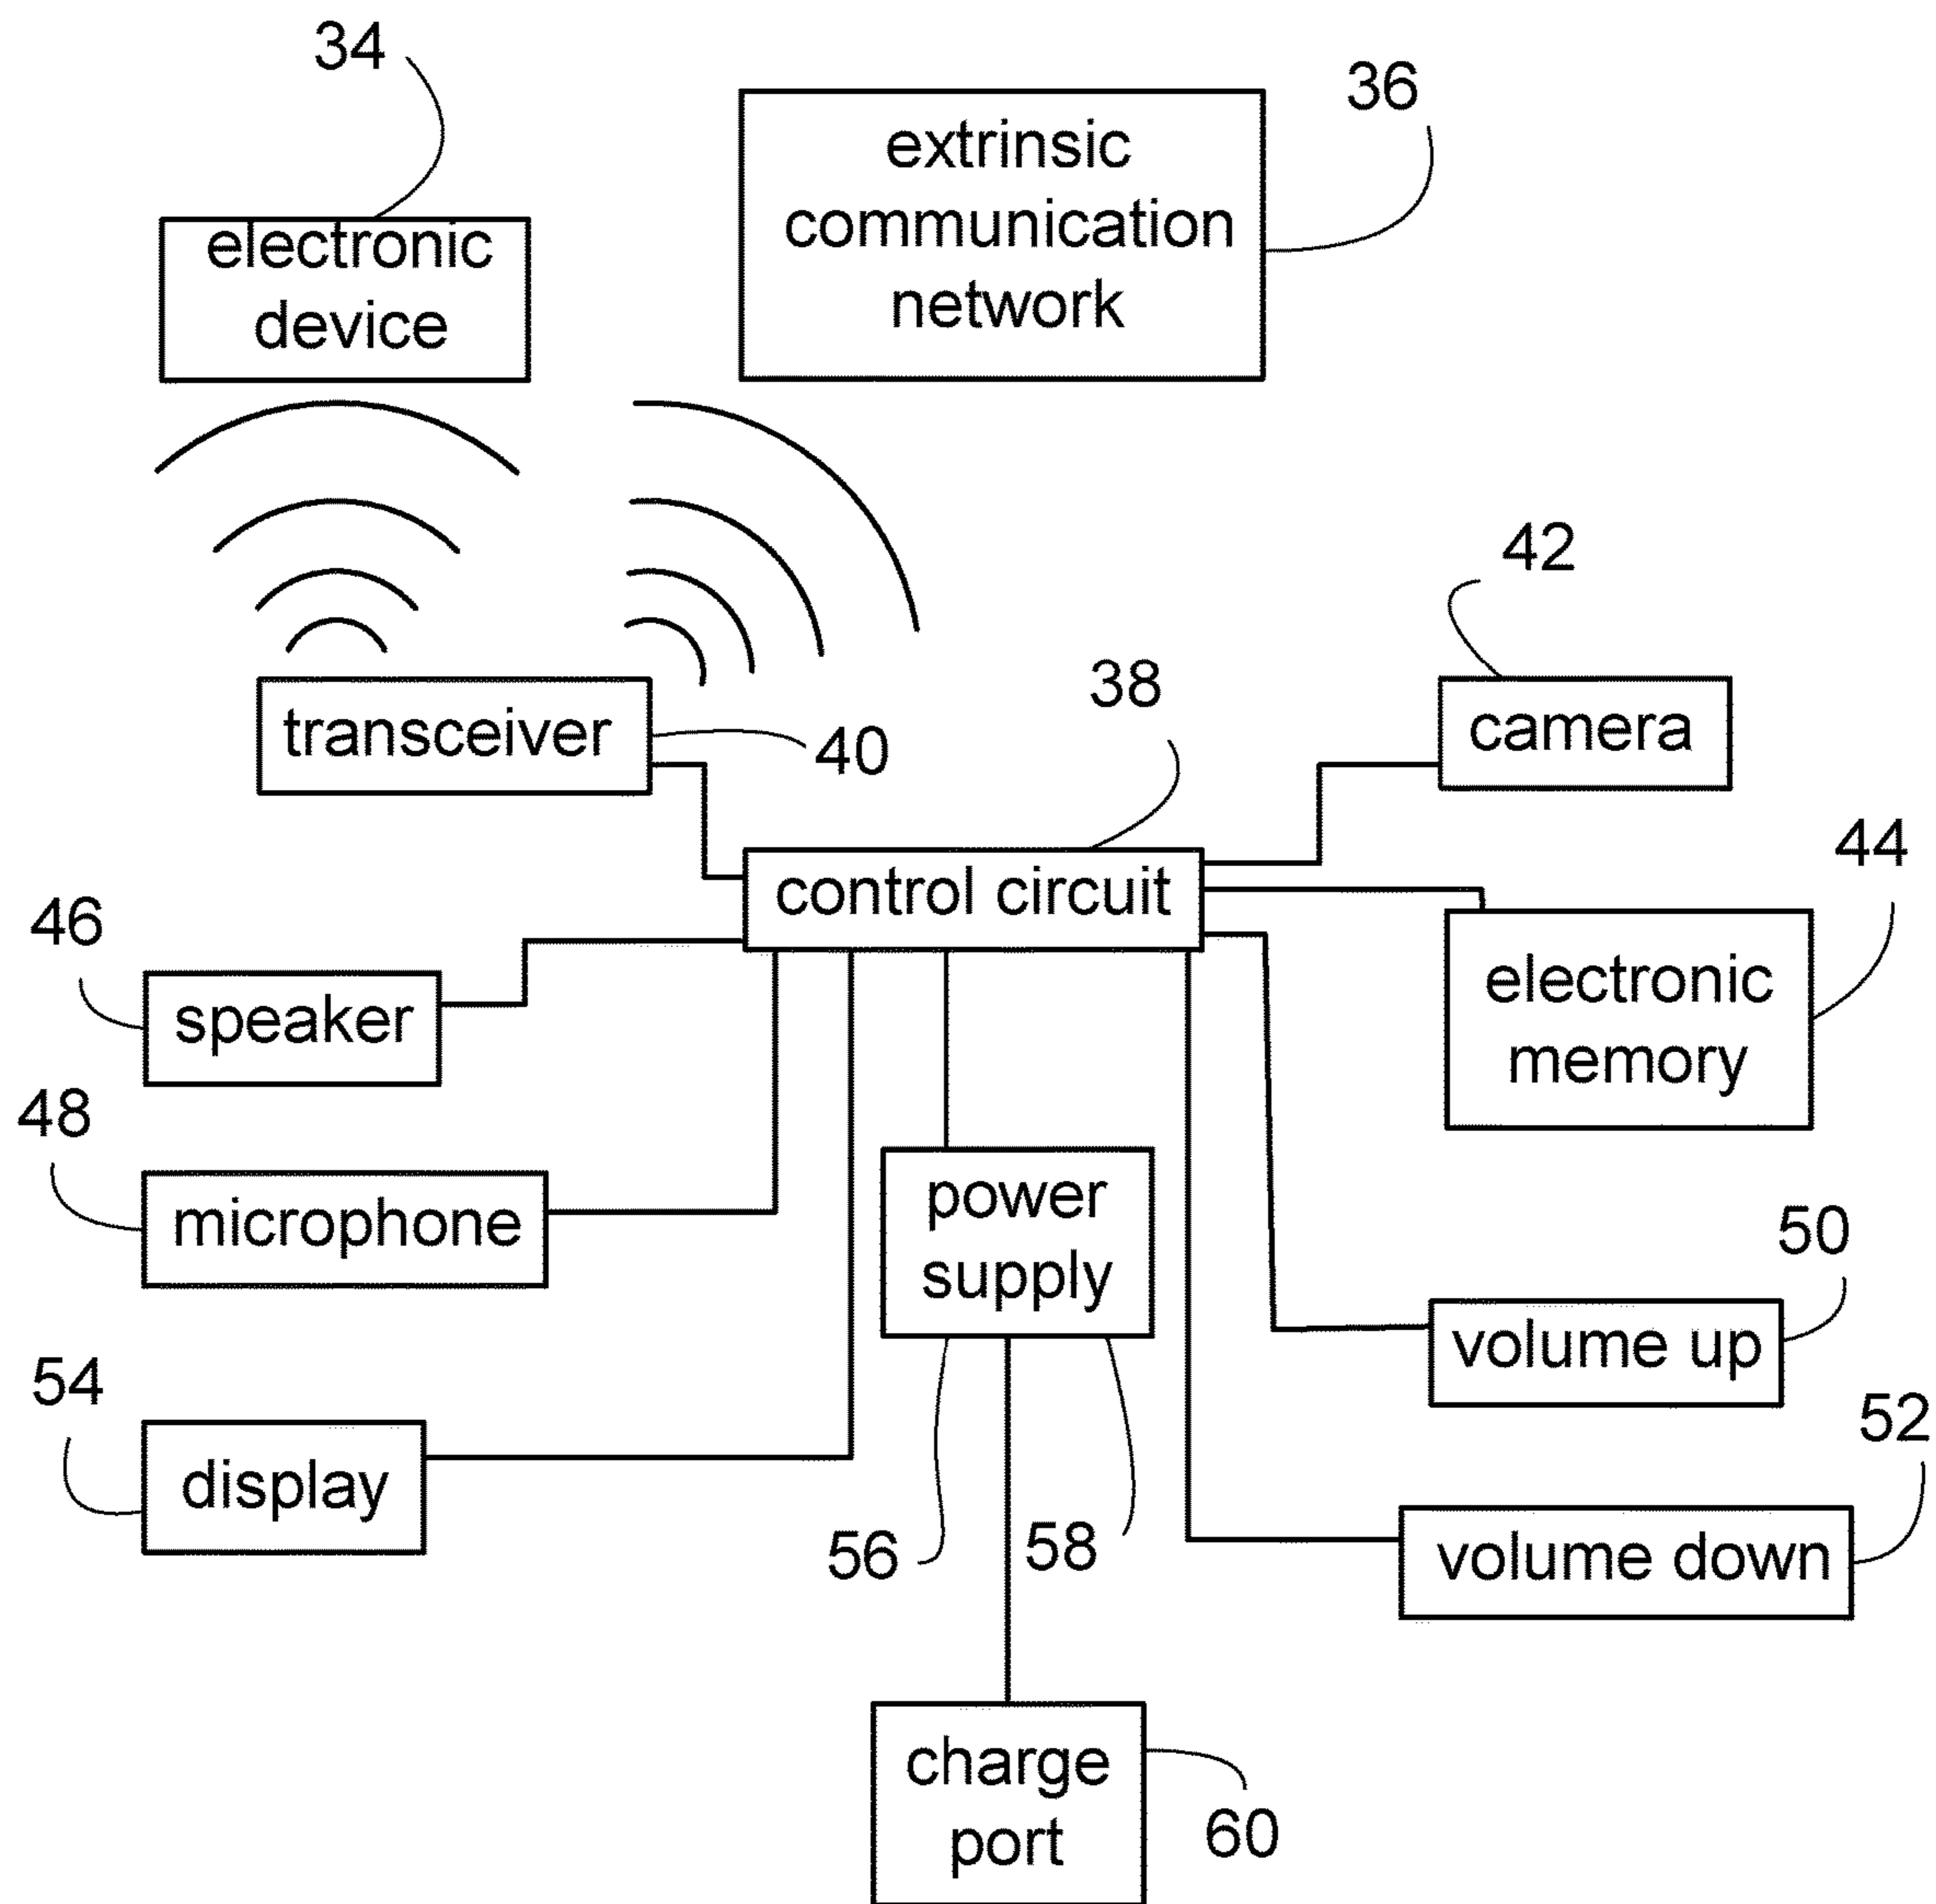 34
36
extrinsic
communication
network
electronic
device
42
38
transceiver
40
camera
44
control circuit
46
electronic
memory
speaker
48
power
supply
microphone
50
volume up
54
52
display
56
58
volume down
charge
port
60